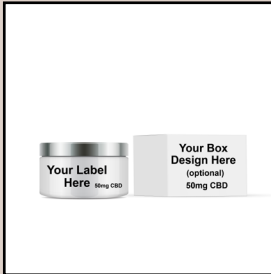 Your Label
Here 50mg CBD
Your Box
Design Here
(optional)
50mg CBD